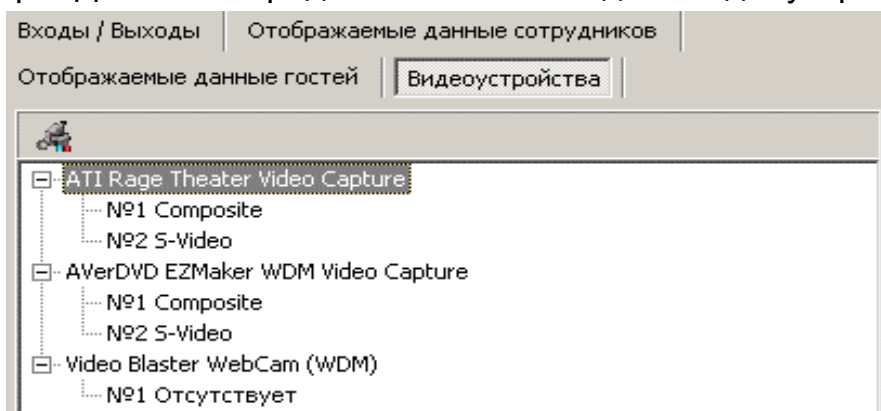 Входы / Выходы Отображаемые данные сотрудников
Отображаемые данные гостей Видеоустройства
ATI Rage Theater Video Capture
№1 Composite
№2 S-Video
AVerDVD EZMaker WDM Video Capture
№1 Composite
№2 S-Video
Video Blaster WebCam (WDM)
№1 Отсутствует